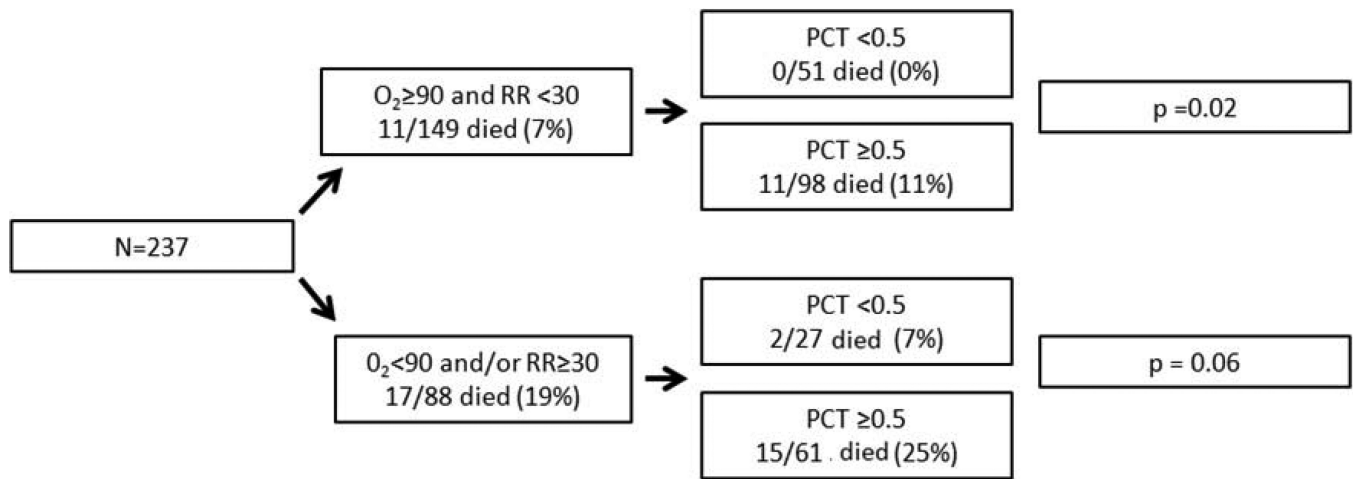 N=237
O₂≥90 and RR <30
11/149 died (7%)
PCT <0.5
0/51 died (0%)
PCT ≥0.5
11/98 died (11%)
p =0.02
0₂<90 and/or RR≥30
17/88 died (19%)
PCT <0.5
2/27 died (7%)
PCT ≥0.5
15/61 . died (25%)
p = 0.06